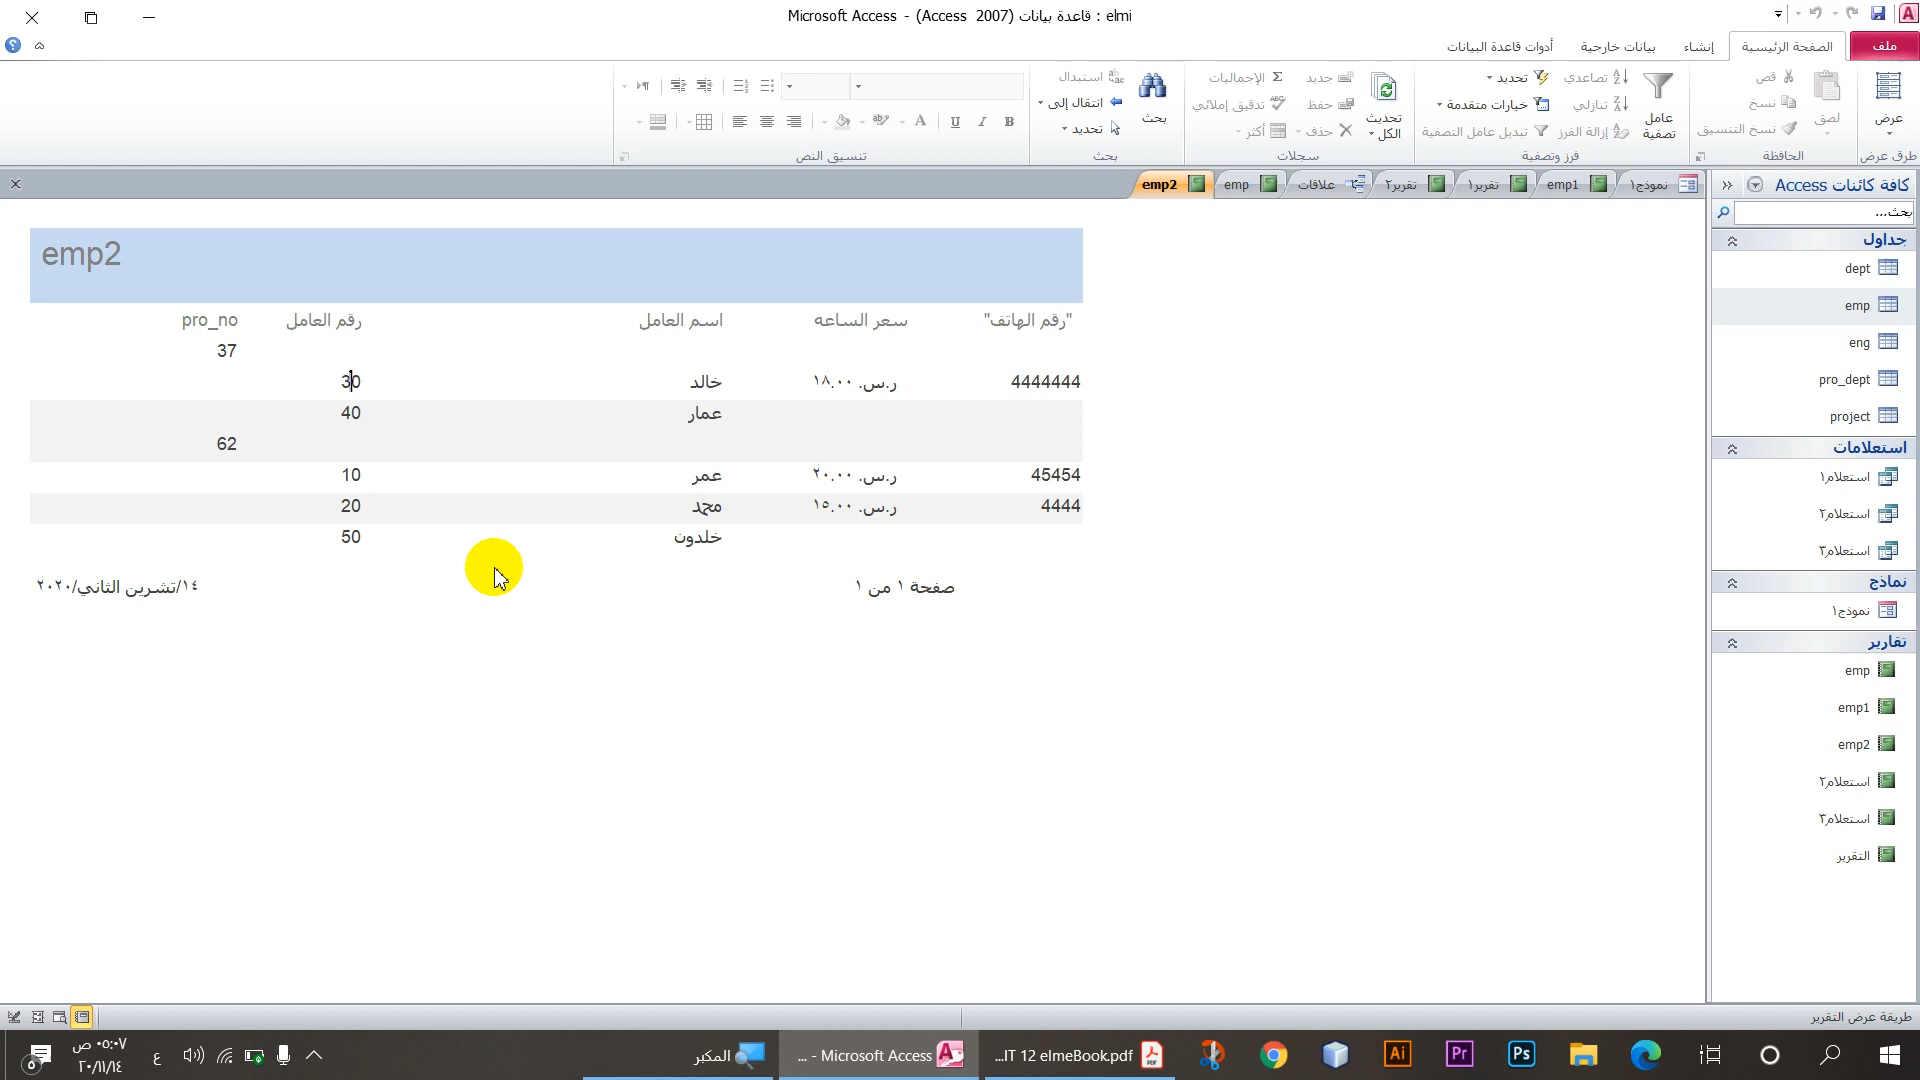 elmi : قاعدة بيانات (Access 2007) - Microsoft Access
ملف
الصفحة الرئيسية
إنشاء
بيانات خارجية
أدوات قاعدة البيانات
عرض
طرق عرض
لصق
قص
نسخ
نسخ التنسيق
الحافظة
عامل تصفية
تصاعدي
تنازلي
إزالة الفرز
تحديد
خيارات متقدمة
تبديل عامل التصفية
فرز وتصفية
تحديث الكل
جديد
حفظ
حذف
الإجماليات
تدقيق إملائي
أكثر
سجلات
بحث
استبدال
انتقال إلى
تحديد
بحث
تنسيق النص
كافة كائنات Access
نموذج١
emp1
تقرير١
تقرير٢
علاقات
emp
emp2
بحث...
جداول
dept
emp
eng
pro_dept
project
استعلامات
استعلام١
استعلام٢
استعلام٣
نماذج
نموذج١
تقارير
emp
emp1
emp2
استعلام٢
استعلام٣
التقرير
emp2
pro_no رقم العامل اسم العامل سعر الساعه "رقم الهاتف"
37
30 خالد ر.س. ١٨.٠٠ 4444444
40 عمار
62
10 عمر ر.س. ٢٠.٠٠ 45454
20 محمد ر.س. ١٥.٠٠ 4444
50 خلدون
١٤/تشرين الثاني/٢٠٢٠
صفحة ١ من ١
طريقة عرض التقرير
IT 12 elmeBook.pdf...
Microsoft Access - ...
المكبر
ع
٠٥:٠٧ ص
٢٠/١١/١٤